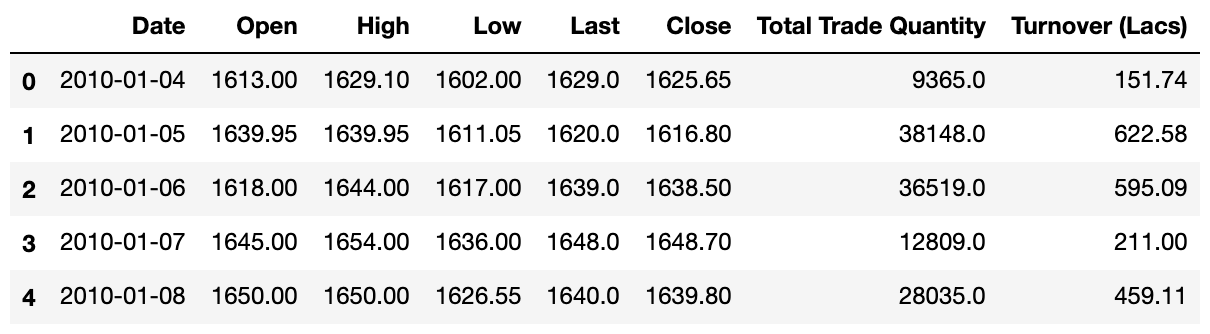 Date Open High Low Last Close Total Trade Quantity Turnover (Lacs)
0 2010-01-04 1613.00 1629.10 1602.00 1629.0 1625.65 9365.0 151.74
1 2010-01-05 1639.95 1639.95 1611.05 1620.0 1616.80 38148.0 622.58
2 2010-01-06 1618.00 1644.00 1617.00 1639.0 1638.50 36519.0 595.09
3 2010-01-07 1645.00 1654.00 1636.00 1648.0 1648.70 12809.0 211.00
4 2010-01-08 1650.00 1650.00 1626.55 1640.0 1639.80 28035.0 459.11